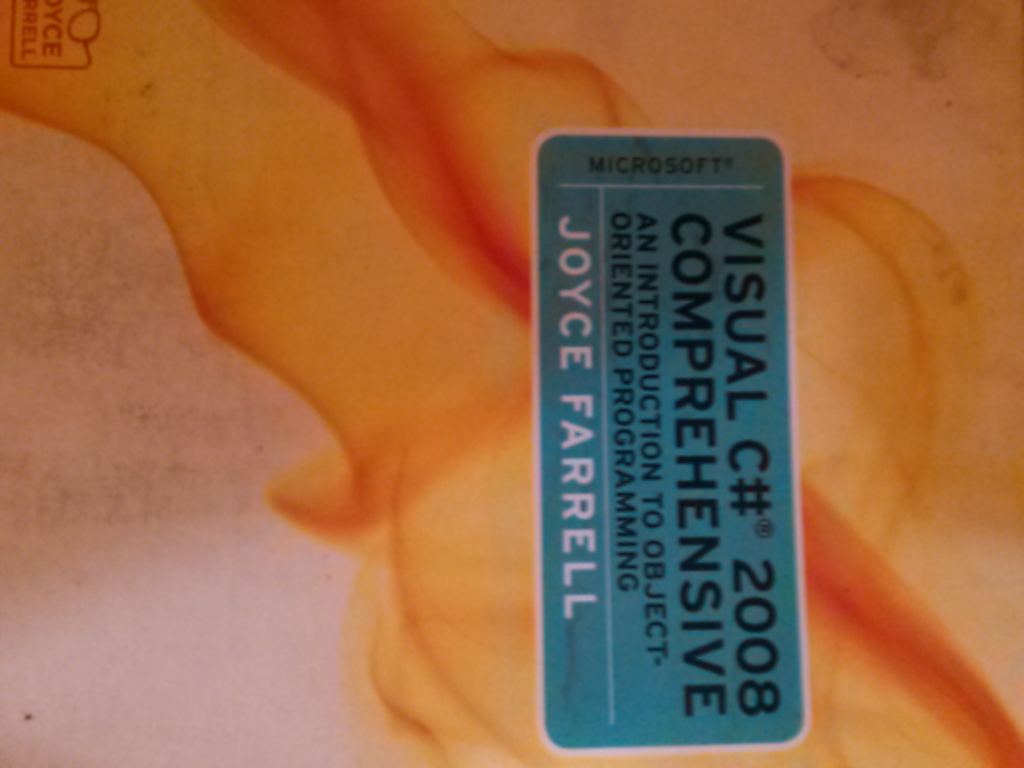 MICROSOFT®
VISUAL C#® 2008
COMPREHENSIVE
AN INTRODUCTION TO OBJECT-
ORIENTED PROGRAMMING
JOYCE FARRELL